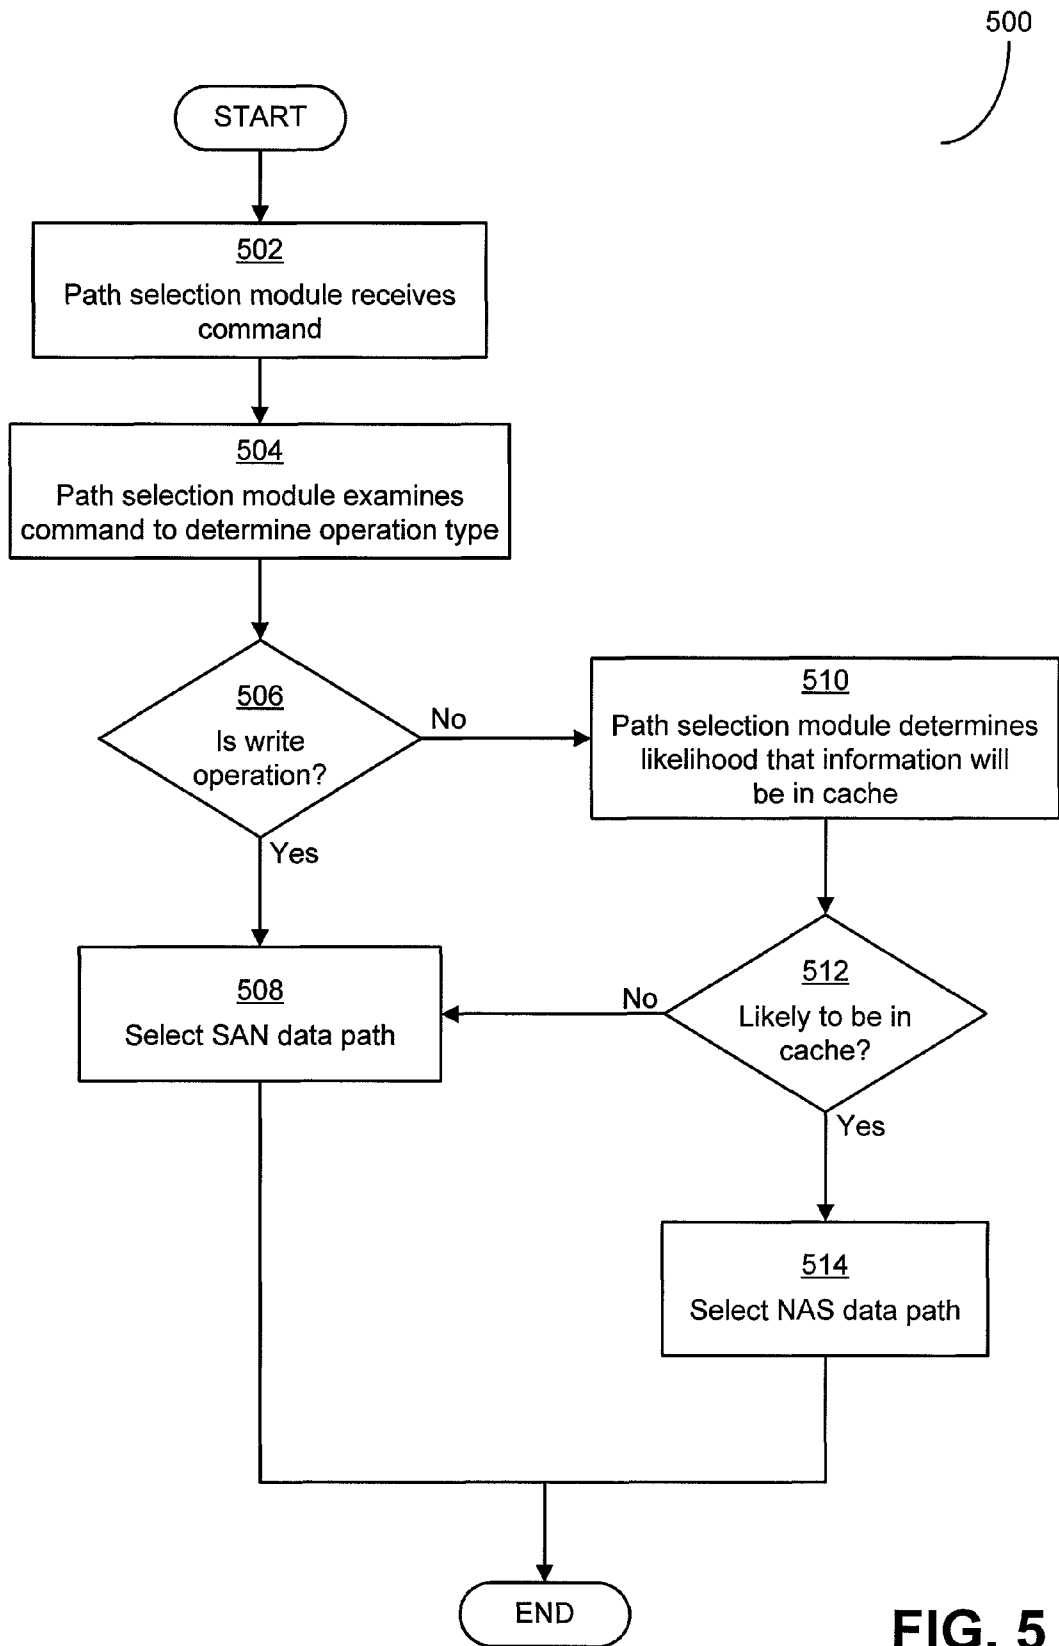 500
START
502
Path selection module receives
command
504
Path selection module examines
command to determine operation type
506
Is write
operation?
No
Yes
510
Path selection module determines
likelihood that information will
be in cache
508
Select SAN data path
512
Likely to be in
cache?
No
Yes
514
Select NAS data path
END
FIG. 5